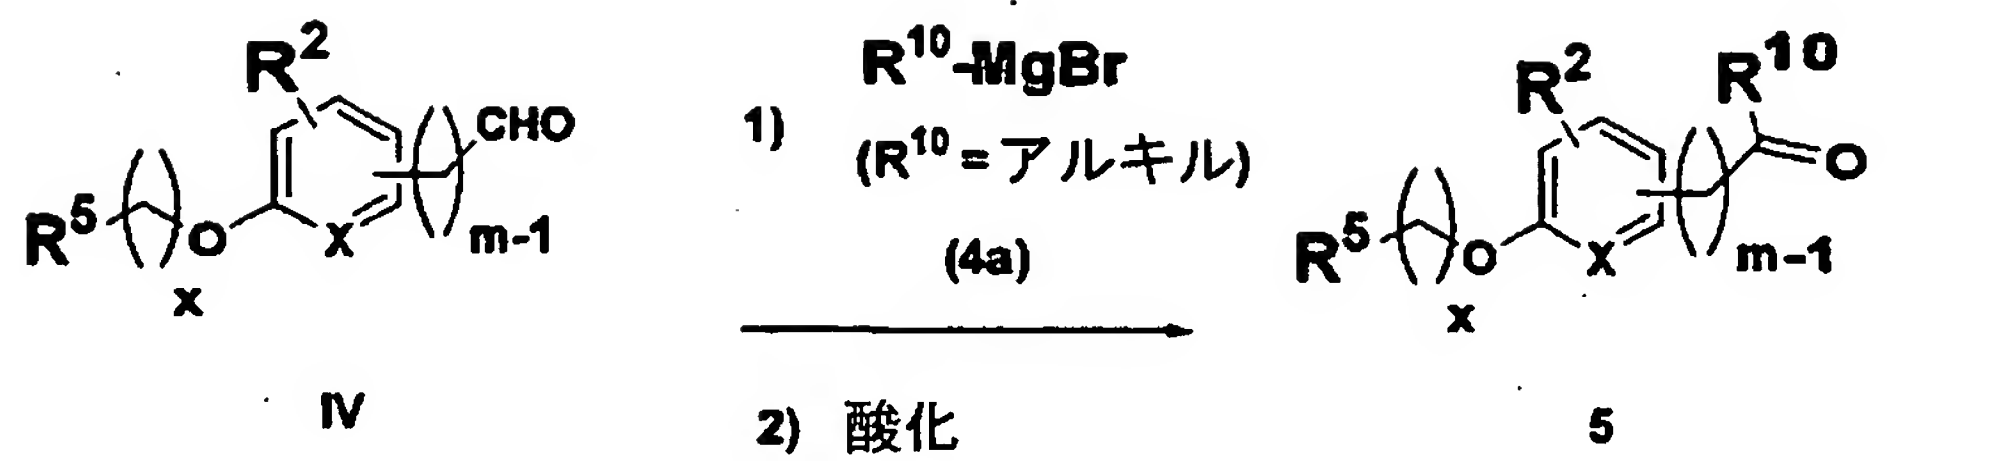 R² CHO
R⁵ O X m-1
x
IV
1) R¹⁰-MgBr
(R¹⁰ = アルキル)
(4a)
2) 酸化
R² R¹⁰
O
R⁵ O X m-1
x
5